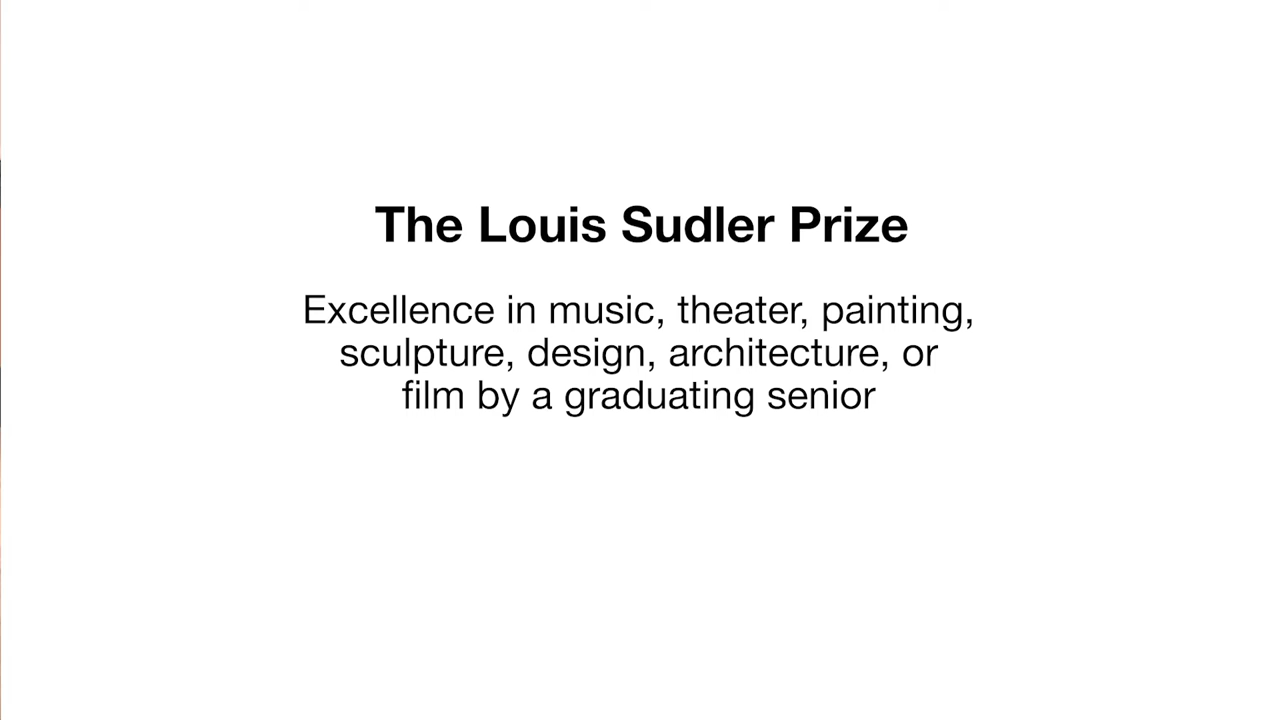 The Louis Sudler Prize
Excellence in music, theater, painting,
sculpture, design, architecture, or
film by a graduating senior